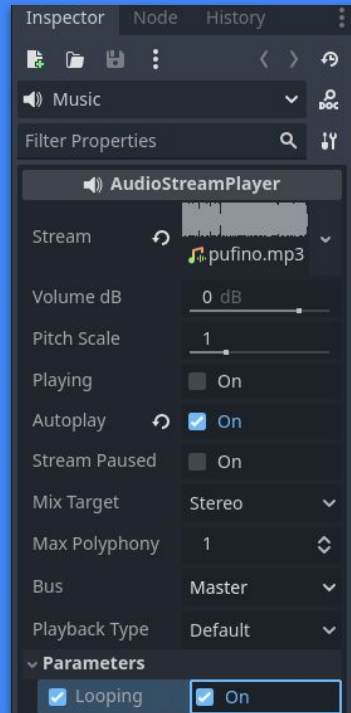 Inspector Node History
Music DOC
Filter Properties
AudioStreamPlayer
Stream pufino.mp3
Volume dB 0 dB
Pitch Scale 1
Playing On
Autoplay On
Stream Paused On
Mix Target Stereo
Max Polyphony 1
Bus Master
Playback Type Default
Parameters
Looping On